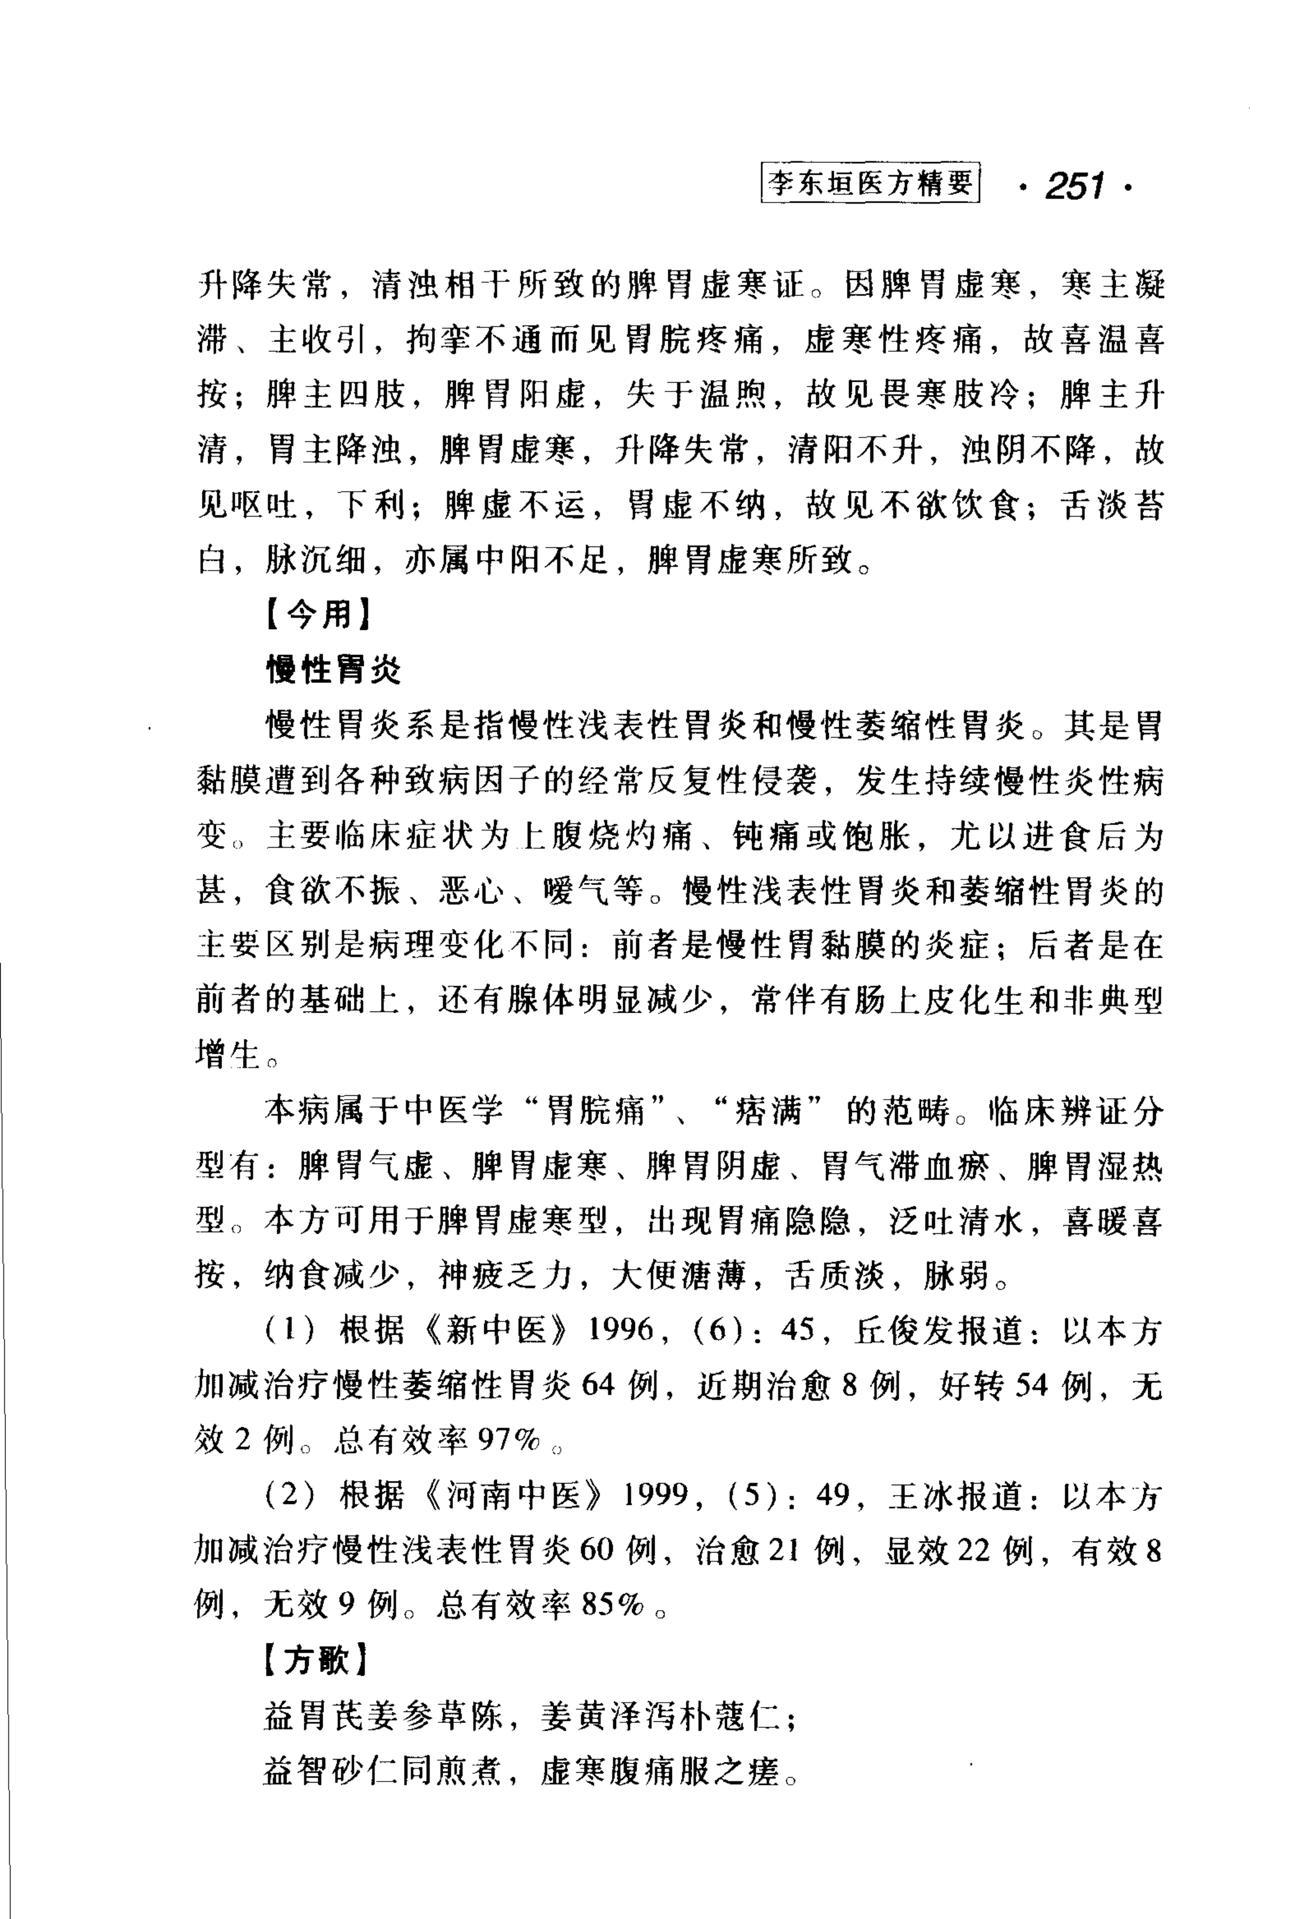 李东垣医方精要 ·251·
升降失常，清浊相干所致的脾胃虚寒证。因脾胃虚寒，寒主凝
滞、主收引，拘挛不通而见胃脘疼痛，虚寒性疼痛，故喜温喜
按；脾主四肢，脾胃阳虚，失于温煦，故见畏寒肢冷；脾主升
清，胃主降浊，脾胃虚寒，升降失常，清阳不升，浊阴不降，故
见呕吐，下利；脾虚不运，胃虚不纳，故见不欲饮食；舌淡苔
白，脉沉细，亦属中阳不足，脾胃虚寒所致。
【今用】
慢性胃炎
慢性胃炎系是指慢性浅表性胃炎和慢性萎缩性胃炎。其是胃
黏膜遭到各种致病因子的经常反复性侵袭，发生持续慢性炎性病
变。主要临床症状为上腹烧灼痛、钝痛或饱胀，尤以进食后为
甚，食欲不振、恶心、嗳气等。慢性浅表性胃炎和萎缩性胃炎的
主要区别是病理变化不同：前者是慢性胃黏膜的炎症；后者是在
前者的基础上，还有腺体明显减少，常伴有肠上皮化生和非典型
增生。
本病属于中医学“胃脘痛”、“痞满”的范畴。临床辨证分
型有：脾胃气虚、脾胃虚寒、脾胃阴虚、胃气滞血瘀、脾胃湿热
型。本方可用于脾胃虚寒型，出现胃痛隐隐，泛吐清水，喜暖喜
按，纳食减少，神疲乏力，大便溏薄，舌质淡，脉弱。
（1）根据《新中医》1996，（6）：45，丘俊发报道：以本方
加减治疗慢性萎缩性胃炎64例，近期治愈8例，好转54例，无
效2例。总有效率97%。
（2）根据《河南中医》1999，（5）：49，王冰报道：以本方
加减治疗慢性浅表性胃炎60例，治愈21例，显效22例，有效8
例，无效9例。总有效率85%。
【方歌】
益胃芪姜参草陈，姜黄泽泻朴蔻仁；
益智砂仁同煎煮，虚寒腹痛服之瘥。